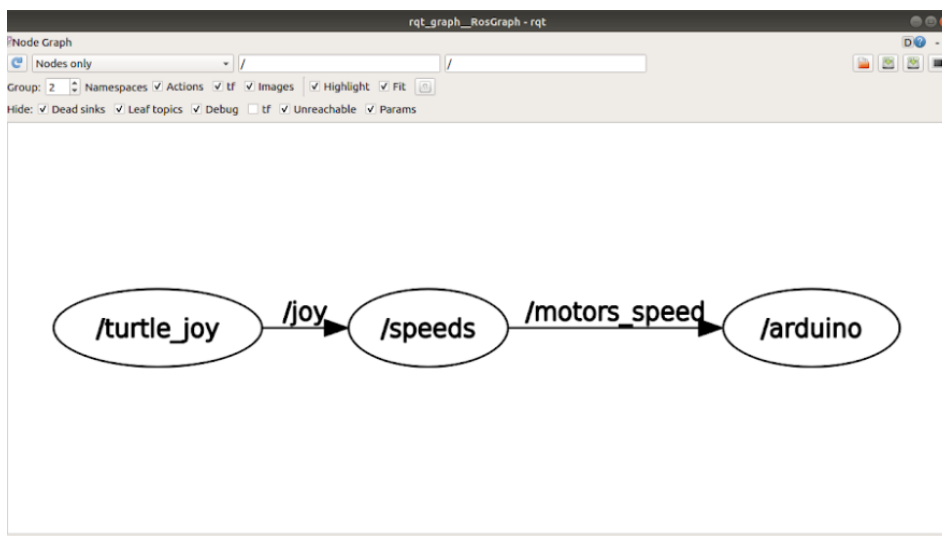 rqt_graph__RosGraph - rqt
Node Graph
D
Nodes only / /
Group: 2 Namespaces Actions tf Images Highlight Fit
Hide: Dead sinks Leaf topics Debug tf Unreachable Params
/turtle_joy /joy /speeds /motors_speed /arduino